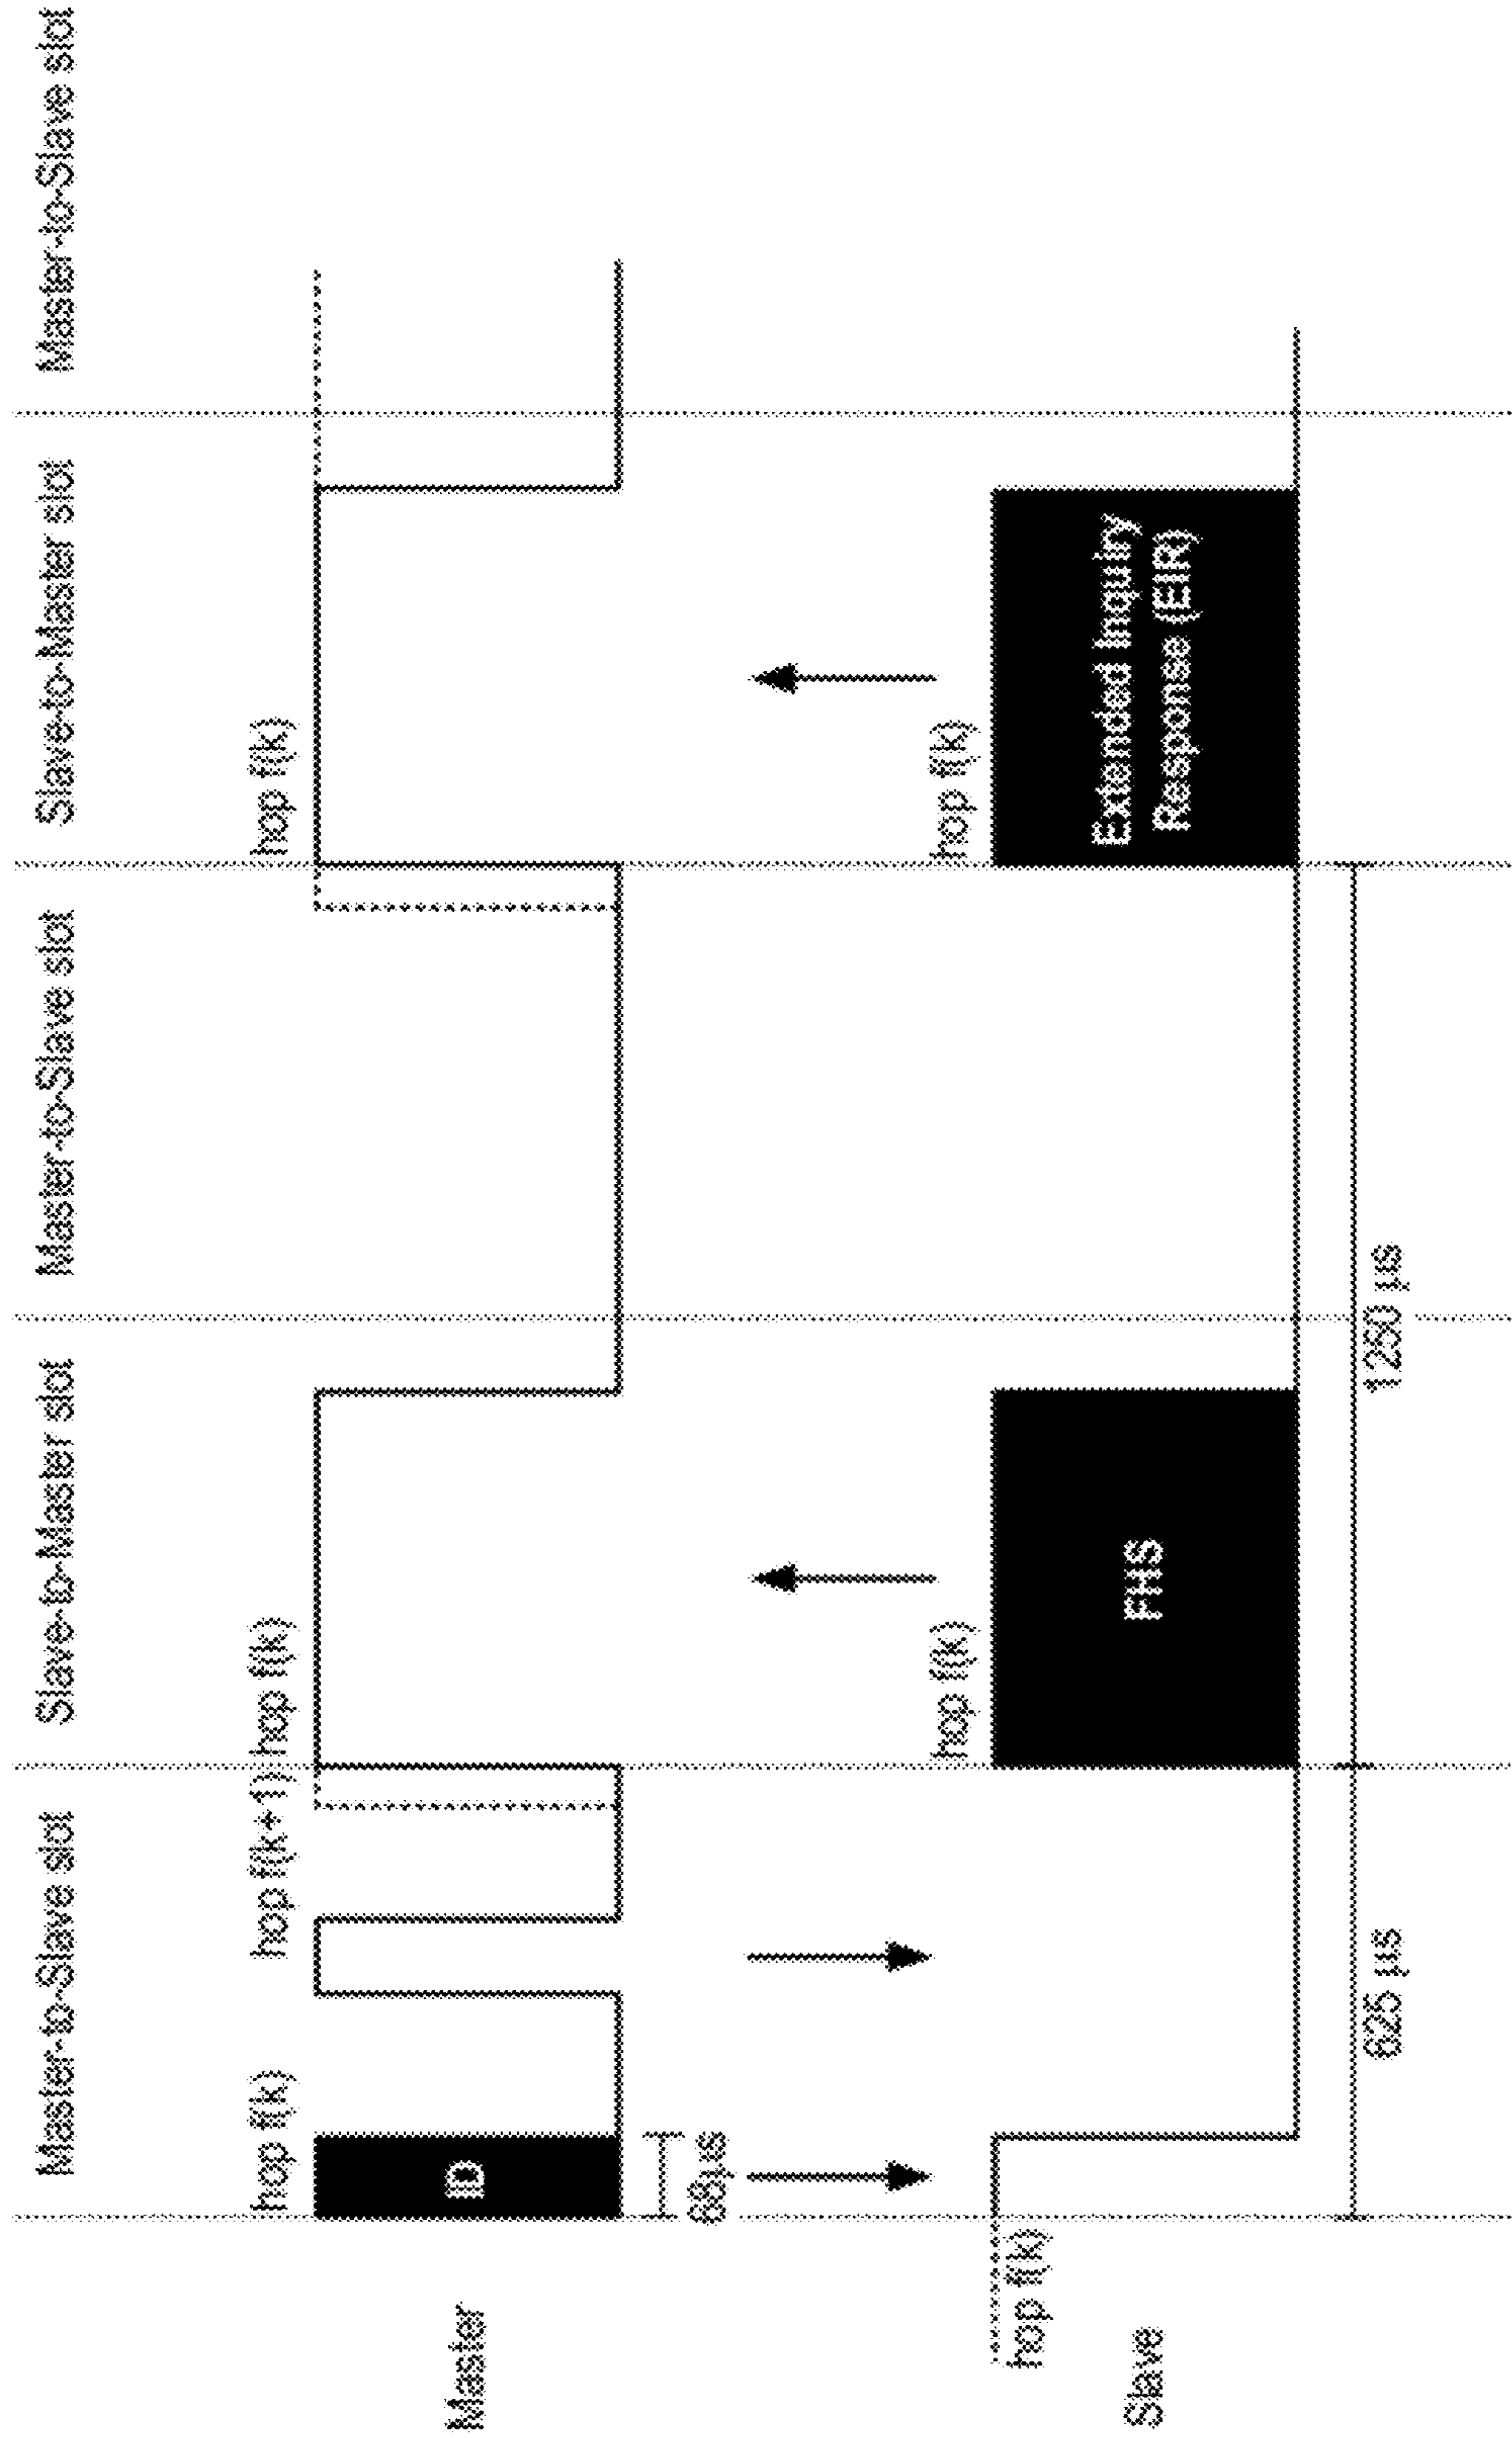 Master-to-Slave slot
Slave-to-Master slot
Master-to-Slave slot
Slave-to-Master slot
Master-to-Slave slot
hop f(k)
hop f(k+1)
hop f(k)
hop f(k)
Master
ID
68µs
hop f(k)
hop f(k)
hop f(k)
Slave
FHS
Extended Inquiry
Response (EIR)
625 µs
1250 µs